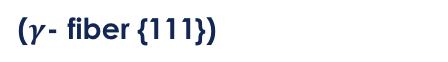 (γ- fiber {111})